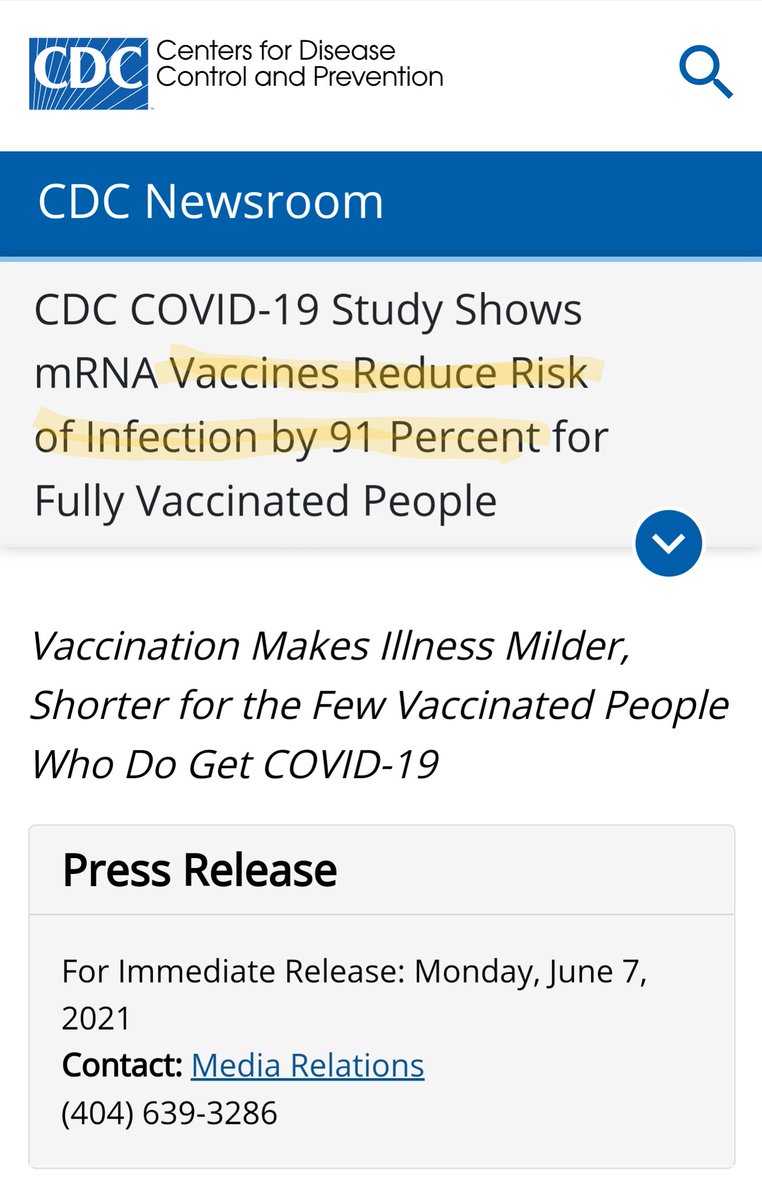 CDC
Centers for Disease
Control and Prevention
CDC Newsroom
CDC COVID-19 Study Shows
mRNA Vaccines Reduce Risk
of Infection by 91 Percent for
Fully Vaccinated People
Vaccination Makes Illness Milder,
Shorter for the Few Vaccinated People
Who Do Get COVID-19
Press Release
For Immediate Release: Monday, June 7,
2021
Contact: Media Relations
(404) 639-3286